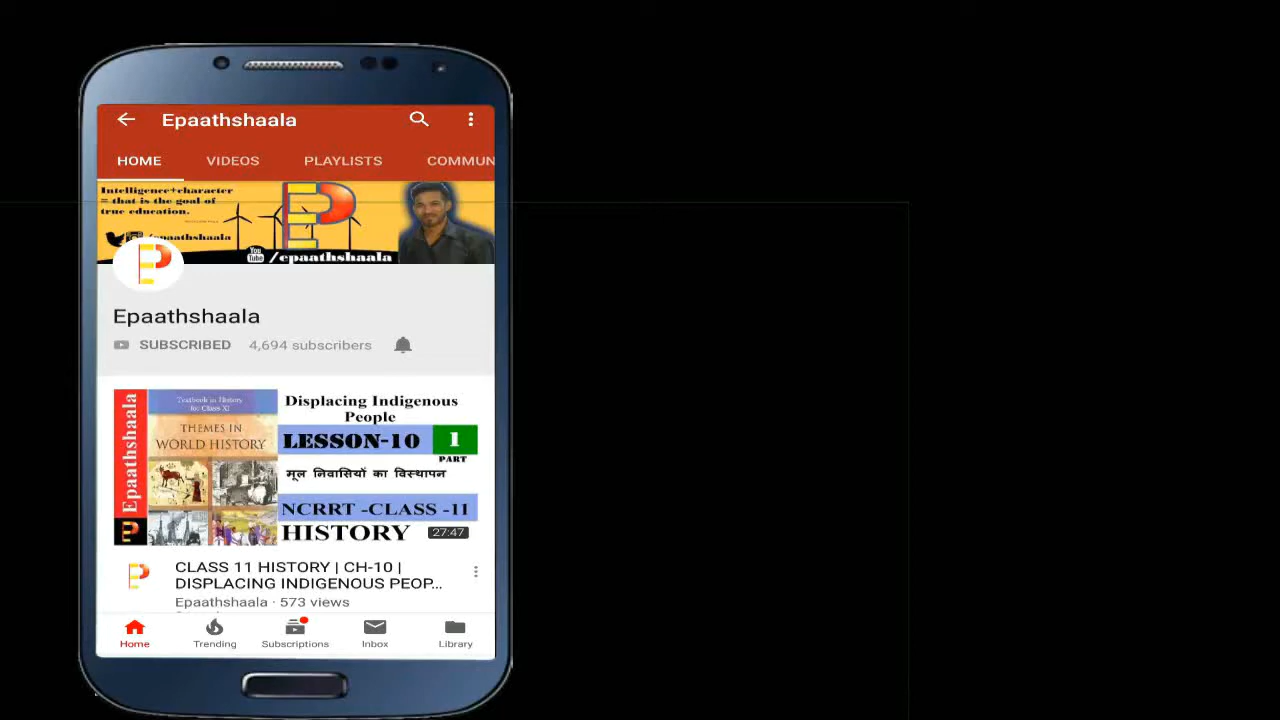 Epaathshaala
HOME VIDEOS PLAYLISTS COMMUN
Intelligence+character
= that is the goal of
true education.
/epaathshaala
You
Tube /epaathshaala
Epaathshaala
SUBSCRIBED 4,694 subscribers
Epaathshaala
Textbook in History
for Class XI
THEMES IN
WORLD HISTORY
Displacing Indigenous
People
LESSON-10 1
PART
मूल निवासियों का विस्थापन
NCRRT -CLASS -11
HISTORY 27:47
CLASS 11 HISTORY | CH-10 |
DISPLACING INDIGENOUS PEOP...
Epaathshaala · 573 views
Home Trending Subscriptions Inbox Library